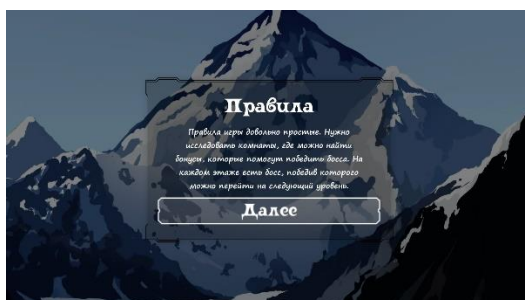 Правила
Правила игры довольно простые. Нужно
исследовать комнаты, где можно найти
бонусы, которые помогут победить босса. На
каждом этаже есть босс, победив которого
можно перейти на следующий уровень.
Далее